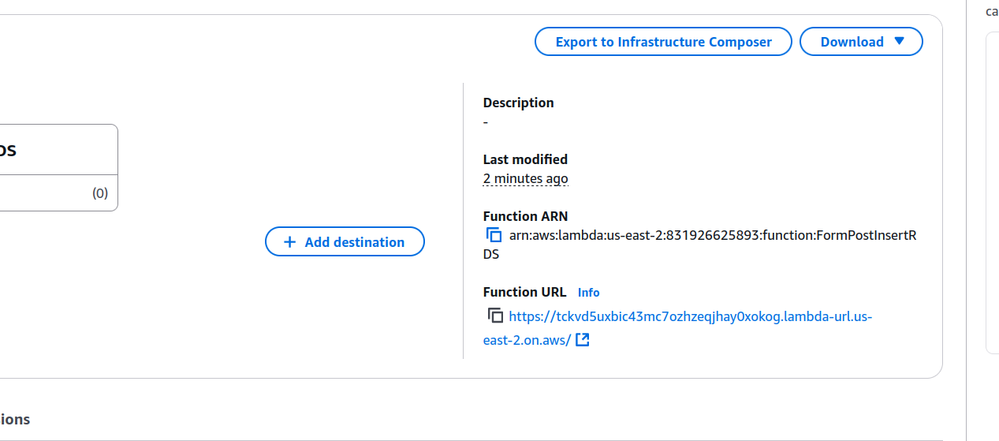 ca
Export to Infrastructure Composer
Download
Description
-
DS
Last modified
2 minutes ago
(0)
Function ARN
arn:aws:lambda:us-east-2:831926625893:function:FormPostInsertR
DS
+ Add destination
Function URL Info
https://tckvd5uxbic43mc7ozhzeqjhay0xokog.lambda-url.us-
east-2.on.aws/
ions